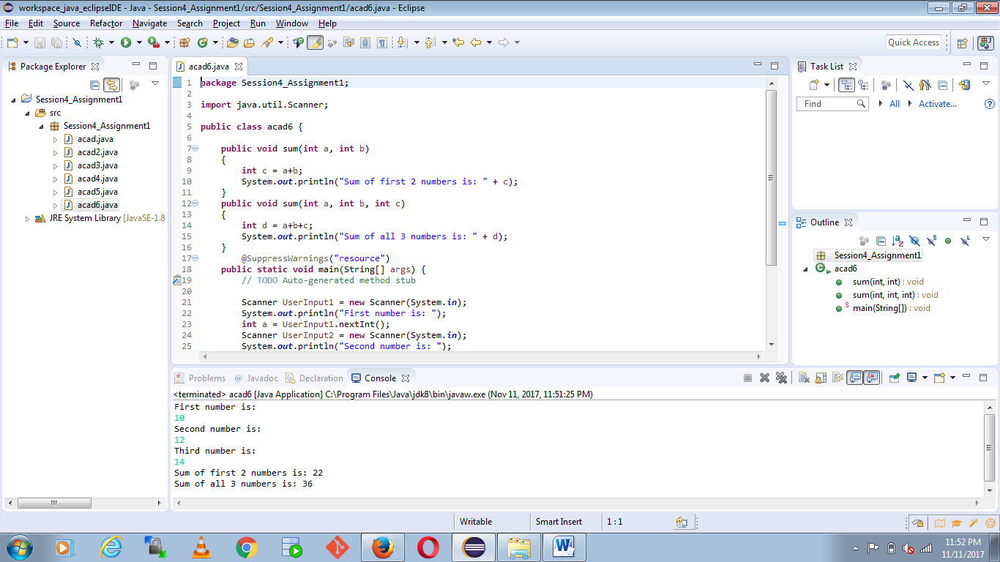 workspace_java_eclipseIDE - Java - Session4_Assignment1/src/Session4_Assignment1/acad6.java - Eclipse
File Edit Source Refactor Navigate Search Project Run Window Help
Quick Access
Package Explorer
Session4_Assignment1
src
Session4_Assignment1
acad.java
acad2.java
acad3.java
acad4.java
acad5.java
acad6.java
JRE System Library [JavaSE-1.8
acad6.java
1 package Session4_Assignment1;
2
3 import java.util.Scanner;
4
5 public class acad6 {
6
7 public void sum(int a, int b)
8 {
9 int c = a+b;
10 System.out.println("Sum of first 2 numbers is: " + c);
11 }
12 public void sum(int a, int b, int c)
13 {
14 int d = a+b+c;
15 System.out.println("Sum of all 3 numbers is: " + d);
16 }
17 @SuppressWarnings("resource")
18 public static void main(String[] args) {
19 // TODO Auto-generated method stub
20
21 Scanner UserInput1 = new Scanner(System.in);
22 System.out.println("First number is: ");
23 int a = UserInput1.nextInt();
24 Scanner UserInput2 = new Scanner(System.in);
25 System.out.println("Second number is: ");
Task List
Find All Activate...
Outline
Session4_Assignment1
acad6
sum(int, int) : void
sum(int, int, int) : void
main(String[]) : void
Problems @ Javadoc Declaration Console
<terminated> acad6 [Java Application] C:\Program Files\Java\jdk8\bin\javaw.exe (Nov 11, 2017, 11:51:25 PM)
First number is:
10
Second number is:
12
Third number is:
14
Sum of first 2 numbers is: 22
Sum of all 3 numbers is: 36
Writable Smart Insert 1 : 1
11:52 PM
11/11/2017